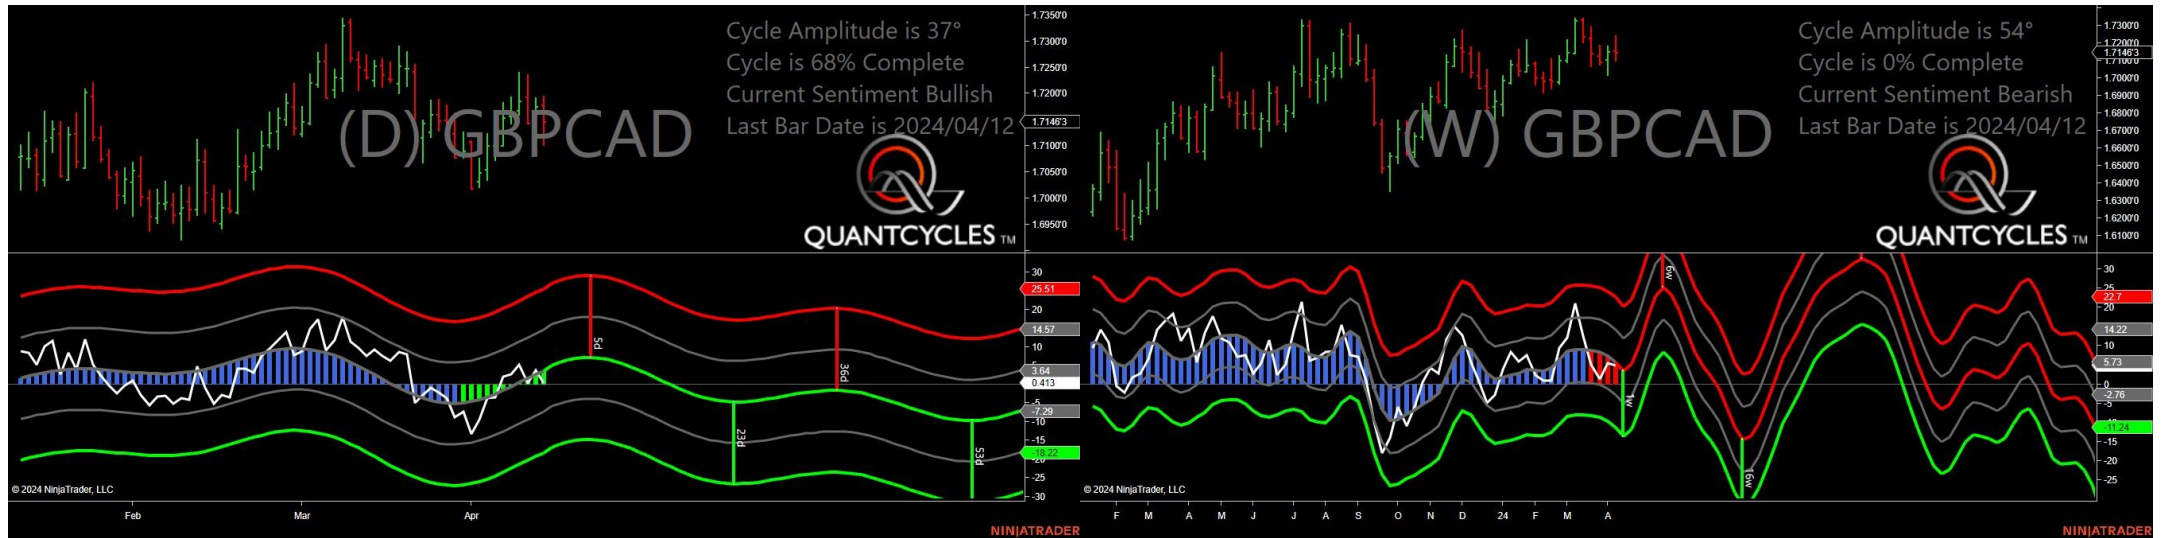 Cycle Amplitude is 37°
Cycle is 68% Complete
Current Sentiment Bullish
Last Bar Date is 2024/04/12
(D) GBPCAD
QUANTCYCLES TM
1.7350'0
1.7300'0
1.7250'0
1.7200'0
1.7146'3
1.7100'0
1.7050'0
1.7000'0
1.6950'0
30
25.51
20
14.57
10
3.64
0.413
-5
-7.29
-10
-15
-18.22
-20
-25
-30
5d
23d
36d
53d
© 2024 NinjaTrader, LLC
Feb Mar Apr
NINJATRADER
Cycle Amplitude is 54°
Cycle is 0% Complete
Current Sentiment Bearish
Last Bar Date is 2024/04/12
(W) GBPCAD
QUANTCYCLES TM
1.7300'0
1.7200'0
1.7146'3
1.7100'0
1.7000'0
1.6900'0
1.6800'0
1.6700'0
1.6600'0
1.6500'0
1.6400'0
1.6300'0
1.6200'0
1.6100'0
30
25
22.7
20
14.22
10
5.73
0
-2.76
-5
-11.24
-15
-20
-25
1w
6w
16w
© 2024 NinjaTrader, LLC
F M A M J J A S O N D 24 F M A
NINJATRADER